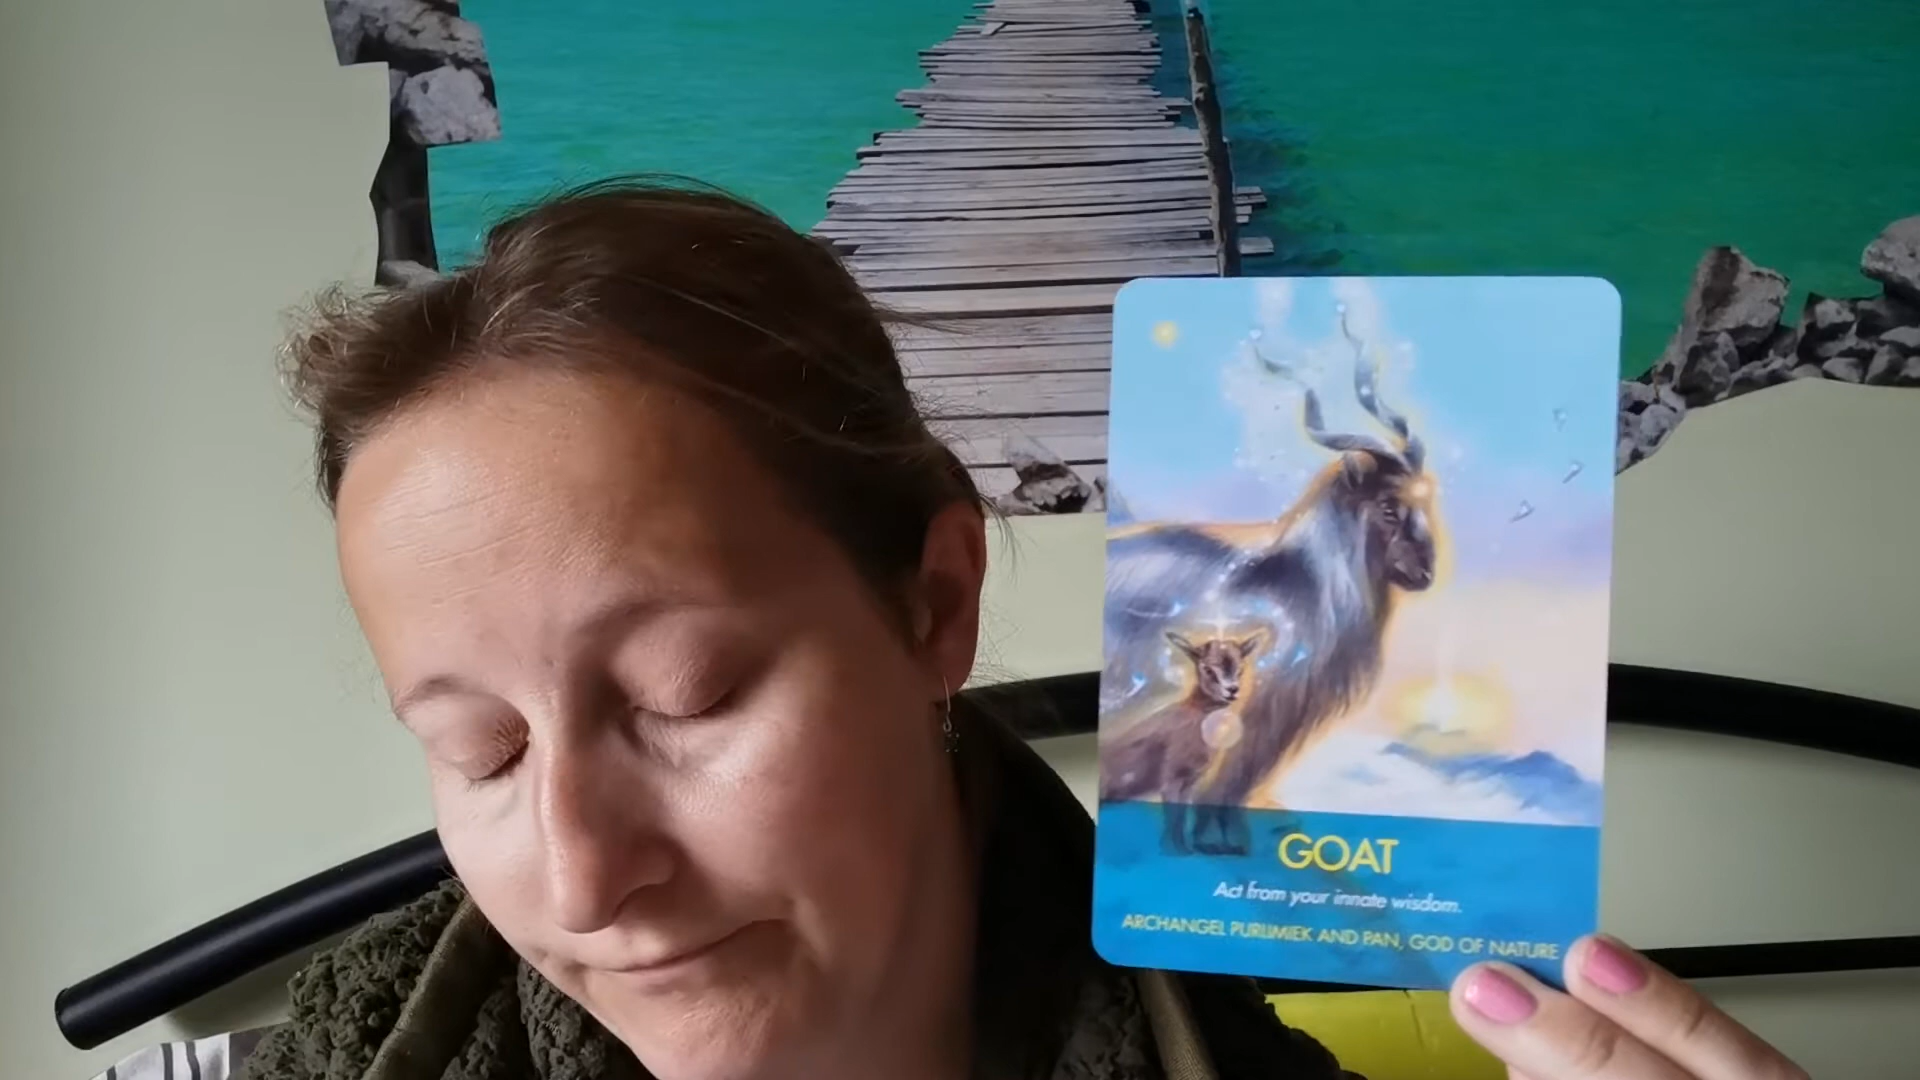 GOAT
Act from your innate wisdom.
ARCHANGEL PURLIMIEK AND PAN, GOD OF NATURE